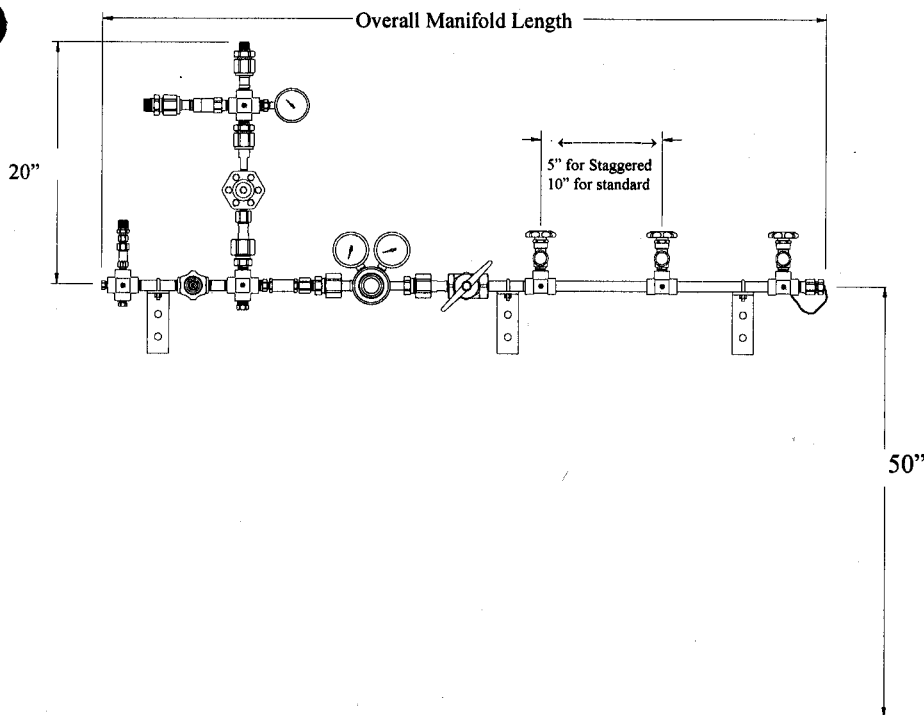 Overall Manifold Length
20”
5” for Staggered
10” for standard
50”